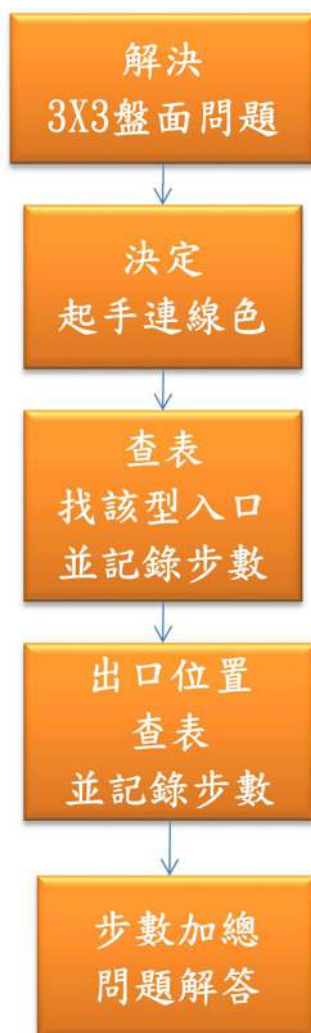 解決
3X3盤面問題
決定
起手連線色
查表
找該型入口
並記錄步數
出口位置
查表
並記錄步數
步數加總
問題解答